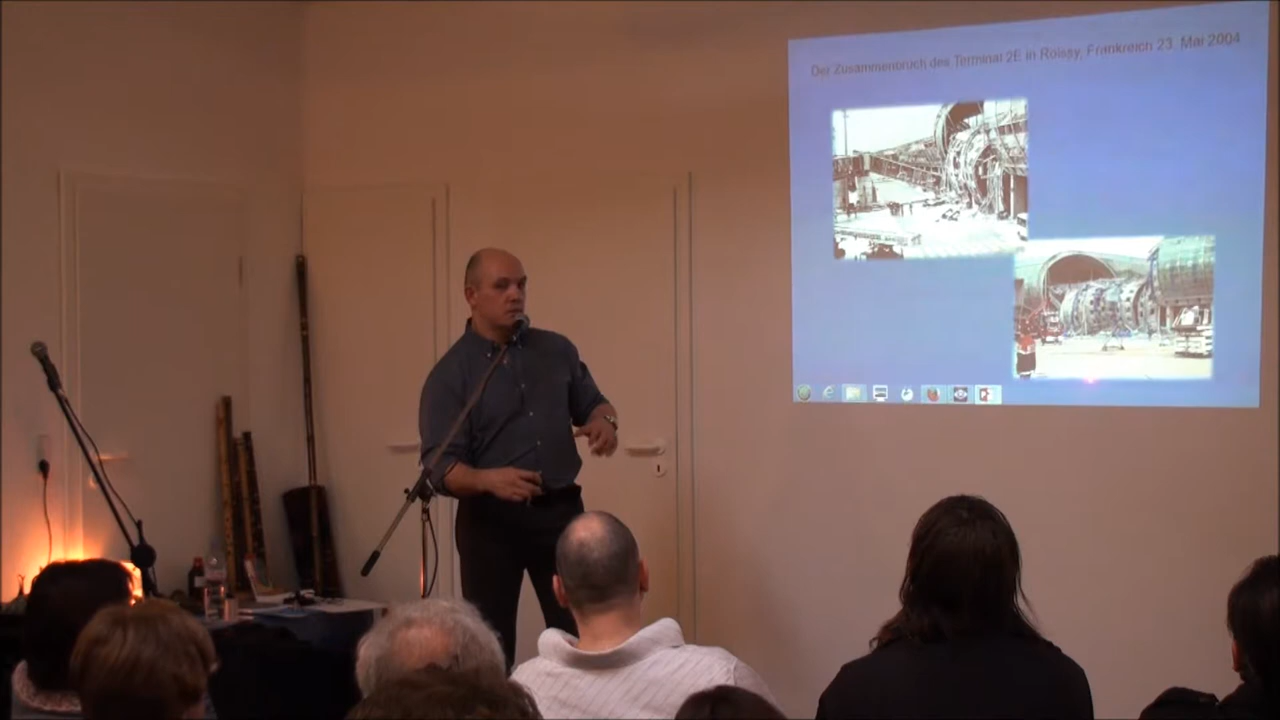 Der Zusammenbruch des Terminal 2E in Roissy, Frankreich 23. Mai 2004